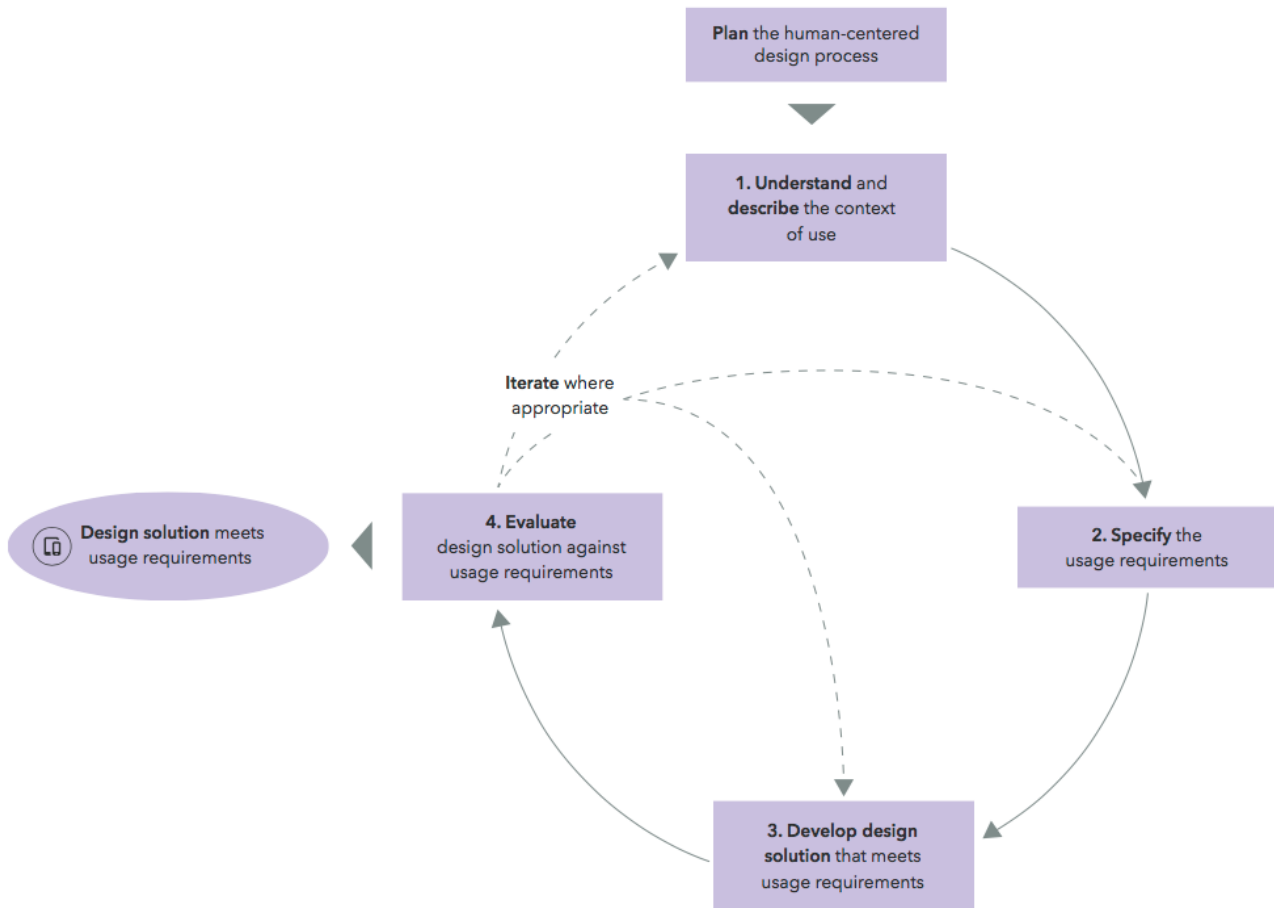 Plan the human-centered
design process
1. Understand and
describe the context
of use
Iterate where
appropriate
Design solution meets
usage requirements
4. Evaluate
design solution against
usage requirements
2. Specify the
usage requirements
3. Develop design
solution that meets
usage requirements